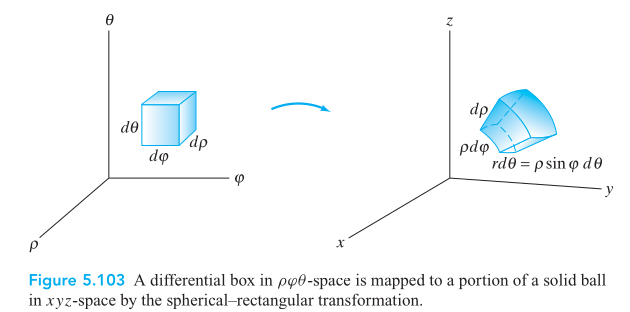 θ
z
dθ
dφ
dρ
φ
ρ
dρ
ρdφ
rdθ = ρ sin φ dθ
y
x
Figure 5.103 A differential box in ρφθ-space is mapped to a portion of a solid ball
in xyz-space by the spherical–rectangular transformation.